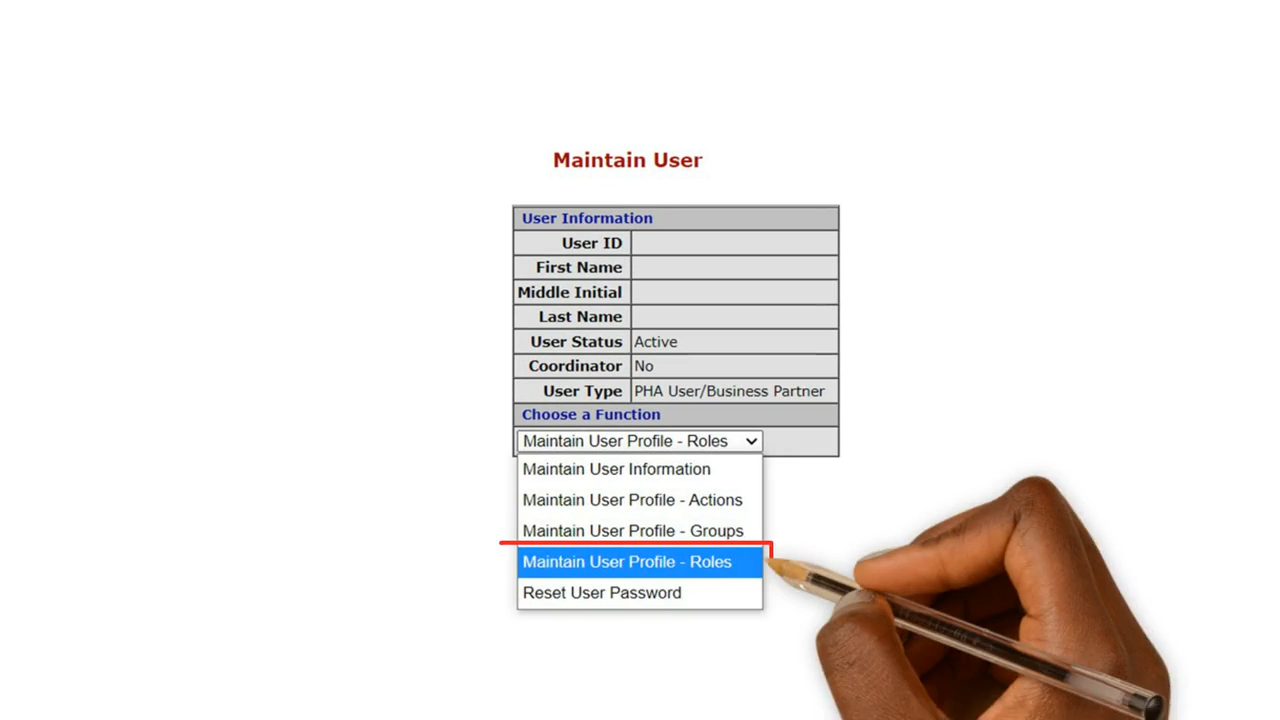 Maintain User
User Information
User ID
First Name
Middle Initial
Last Name
User Status Active
Coordinator No
User Type PHA User/Business Partner
Choose a Function
Maintain User Profile - Roles
Maintain User Information
Maintain User Profile - Actions
Maintain User Profile - Groups
Maintain User Profile - Roles
Reset User Password